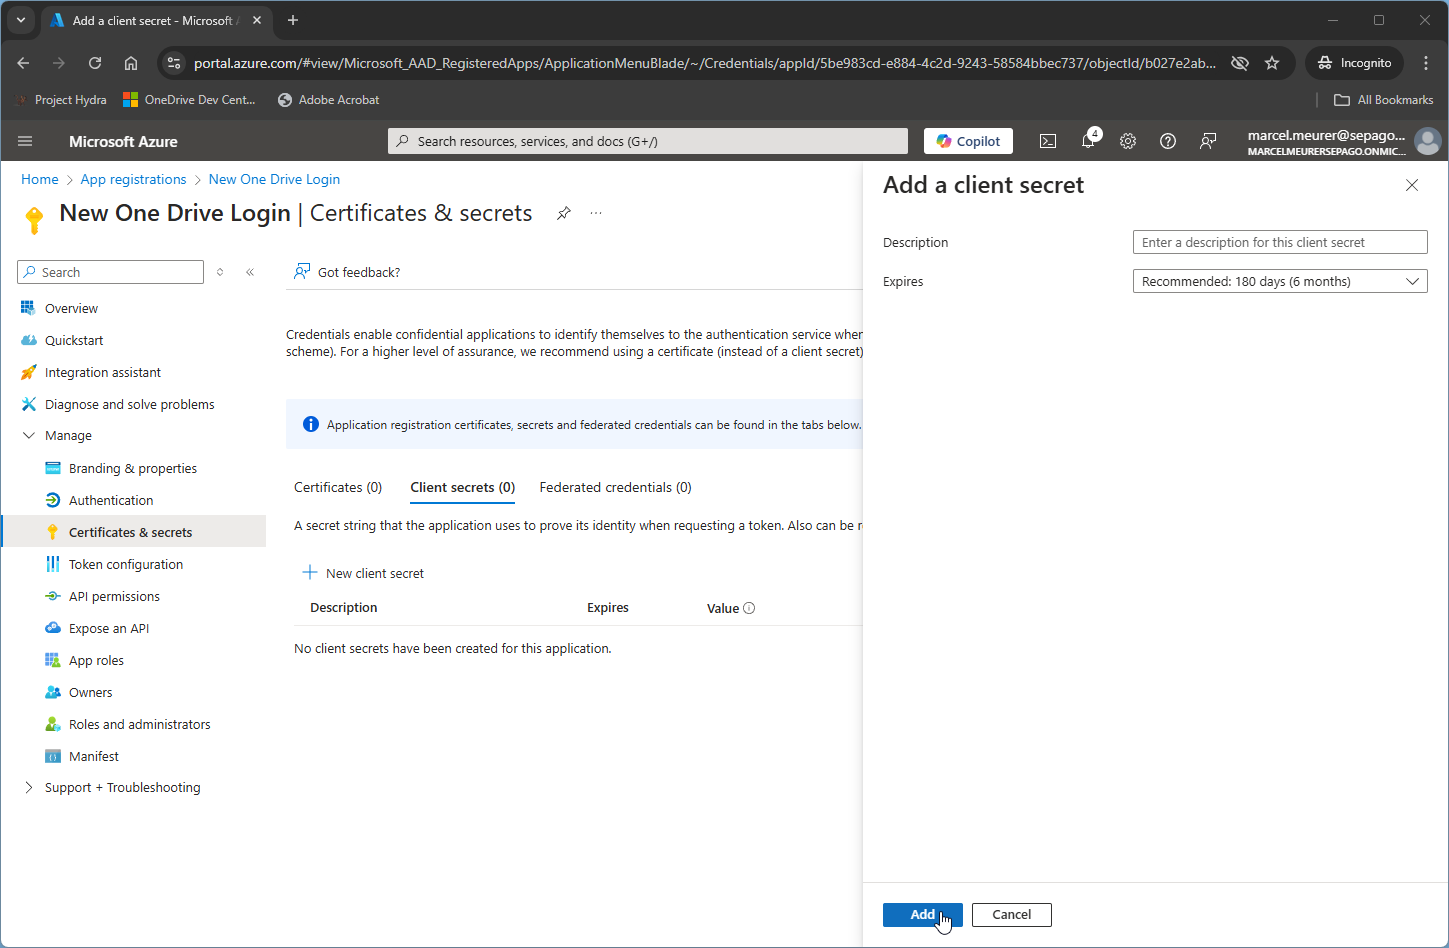 Add a client secret - Microsoft A
portal.azure.com/#view/Microsoft_AAD_RegisteredApps/ApplicationMenuBlade/~/Credentials/appId/5be983cd-e884-4c2d-9243-58584bbec737/objectId/b027e2ab...
Incognito
Project Hydra
OneDrive Dev Cent...
Adobe Acrobat
All Bookmarks
Microsoft Azure
Search resources, services, and docs (G+/)
Copilot
4
marcel.meurer@sepago...
MARCELMEURERSEPAGO.ONMIC...
Home > App registrations > New One Drive Login
New One Drive Login | Certificates & secrets
...
Search
Overview
Quickstart
Integration assistant
Diagnose and solve problems
Manage
Branding & properties
Authentication
Certificates & secrets
Token configuration
API permissions
Expose an API
App roles
Owners
Roles and administrators
Manifest
Support + Troubleshooting
Got feedback?
Credentials enable confidential applications to identify themselves to the authentication service when
scheme). For a higher level of assurance, we recommend using a certificate (instead of a client secret)
Application registration certificates, secrets and federated credentials can be found in the tabs below.
Certificates (0)
Client secrets (0)
Federated credentials (0)
A secret string that the application uses to prove its identity when requesting a token. Also can be r
New client secret
Description
Expires
Value
No client secrets have been created for this application.
Add a client secret
Description
Enter a description for this client secret
Expires
Recommended: 180 days (6 months)
Add
Cancel